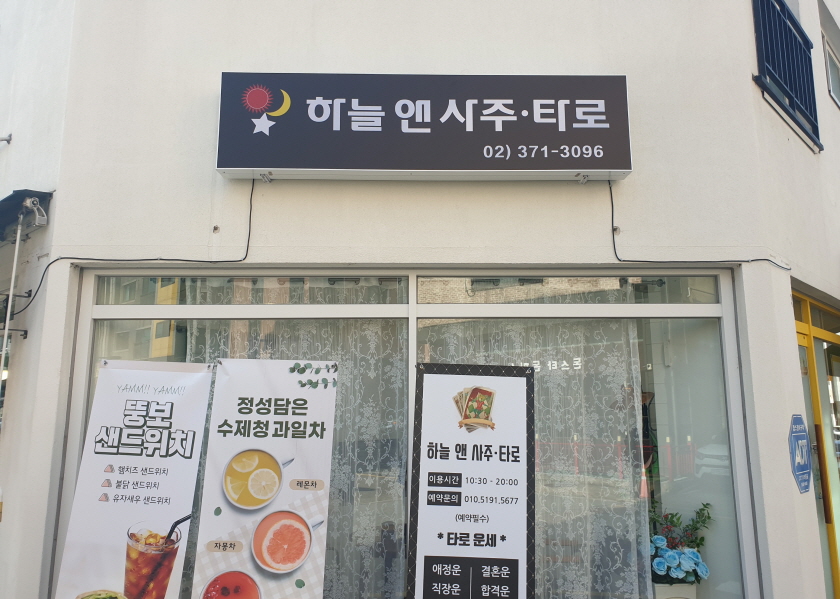 하늘 앤 사주·타로
02) 371-3096
YAMM!! YAMM!!
뚱보
샌드위치
햄치즈 샌드위치
불닭 샌드위치
유자새우 샌드위치
정성담은
수제청 과일차
레몬차
자몽차
하늘 앤 사주·타로
이용시간 10:30 - 20:00
예약문의 010.5191.5677
(예약필수)
* 타로 운세 *
애정운 결혼운
직장운 합격운
ADT